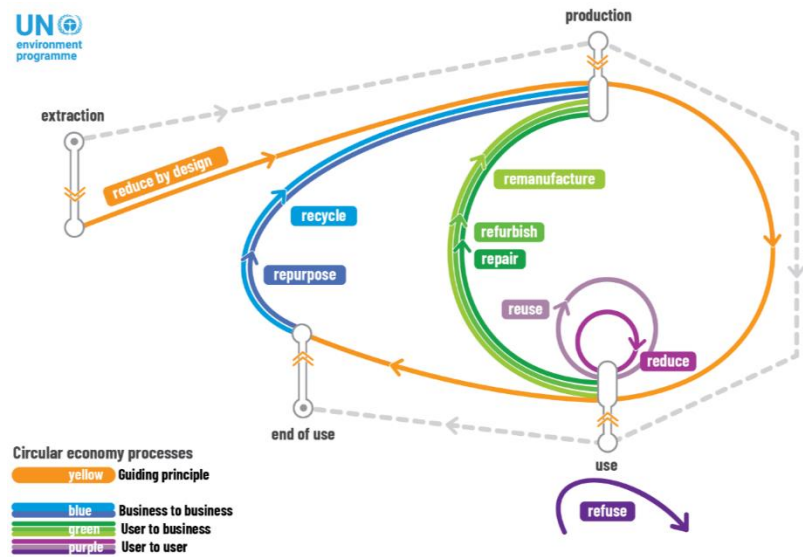 UN
environment
programme
production
extraction
reduce by design
remanufacture
recycle
refurbish
repair
repurpose
reuse
reduce
end of use
use
refuse
Circular economy processes
yellow Guiding principle
blue Business to business
green User to business
purple User to user